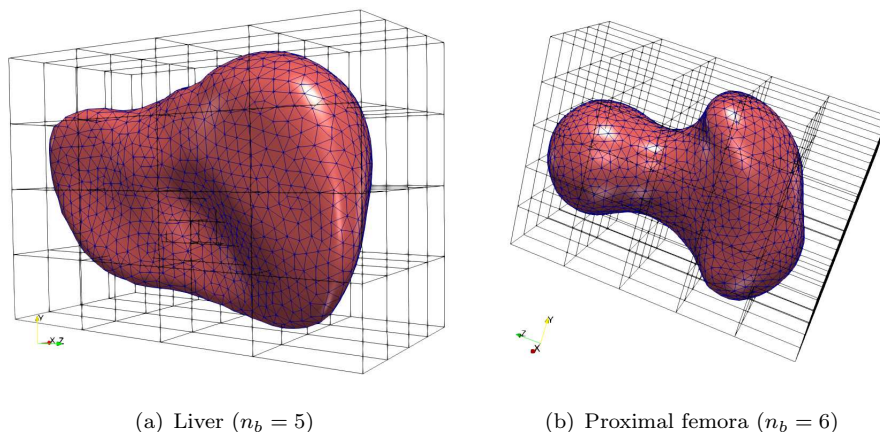 Y
X Z
Y
Z
X
(a) Liver (n_b = 5)
(b) Proximal femora (n_b = 6)